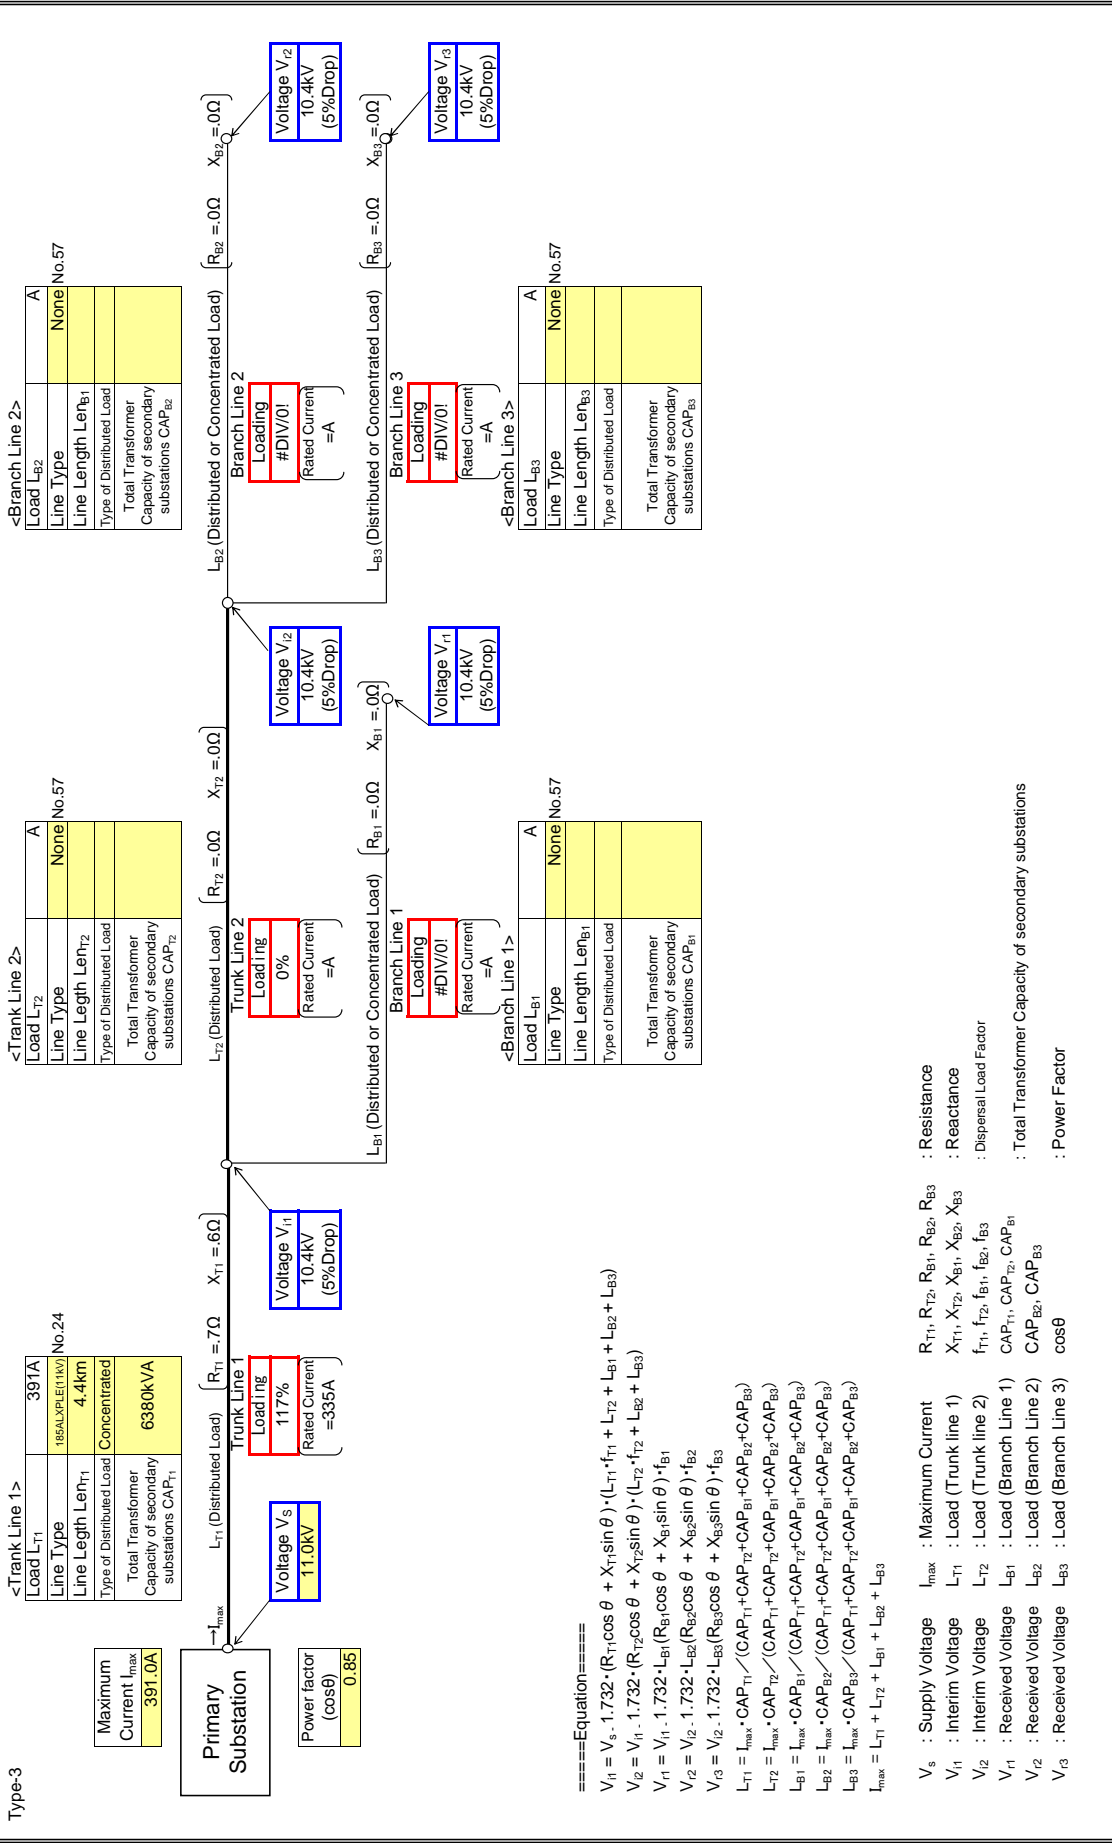 Type-3
Maximum
Current Imax
391.0A
Primary
Substation
Power factor
(cosθ)
0.85
→Imax
Voltage VS
11.0kV
<Trank Line 1>
Load LT1 391A
Line Type 185ALXPLE(11kV) No.24
Line Legth LenT1 4.4km
Type of Distributed Load Concentrated
Total Transformer
Capacity of secondary
substations CAPT1
6380kVA
LT1 (Distributed Load) RT1 =.7Ω XT1 =.6Ω
Trunk Line 1
Loading
117%
Rated Current
=335A
Voltage Vi1
10.4kV
(5%Drop)
<Trank Line 2>
Load LT2 A
Line Type None No.57
Line Length LenT2
Type of Distributed Load
Total Transformer
Capacity of secondary
substations CAPT2
LT2 (Distributed Load) RT2 =.0Ω XT2 =.0Ω
Trunk Line 2
Loading
0%
Rated Current
=A
Voltage Vi2
10.4kV
(5%Drop)
LB1 (Distributed or Concentrated Load) RB1 =.0Ω XB1 =.0Ω
Branch Line 1
Loading
#DIV/0!
Rated Current
=A
Voltage Vr1
10.4kV
(5%Drop)
<Branch Line 1>
Load LB1 A
Line Type None No.57
Line Length LenB1
Type of Distributed Load
Total Transformer
Capacity of secondary
substations CAPB1
<Branch Line 2>
Load LB2 A
Line Type None No.57
Line Length LenB1
Type of Distributed Load
Total Transformer
Capacity of secondary
substations CAPB2
LB2 (Distributed or Concentrated Load) RB2 =.0Ω XB2 =.0Ω
Branch Line 2
Loading
#DIV/0!
Rated Current
=A
Voltage Vr2
10.4kV
(5%Drop)
LB3 (Distributed or Concentrated Load) RB3 =.0Ω XB3 =.0Ω
Branch Line 3
Loading
#DIV/0!
Rated Current
=A
Voltage Vr3
10.4kV
(5%Drop)
<Branch Line 3>
Load LB3 A
Line Type None No.57
Line Length LenB3
Type of Distributed Load
Total Transformer
Capacity of secondary
substations CAPB3
=====Equation=====
Vi1 = Vs - 1.732・(RT1cos θ + XT1sin θ)・(LT1・fT1 + LT2 + LB1 + LB2 + LB3)
Vi2 = Vi1 - 1.732・(RT2cos θ + XT2sin θ)・(LT2・fT2 + LB2 + LB3)
Vr1 = Vi1 - 1.732・LB1(RB1cos θ + XB1sin θ)・fB1
Vr2 = Vi2 - 1.732・LB2(RB2cos θ + XB2sin θ)・fB2
Vr3 = Vi2 - 1.732・LB3(RB3cos θ + XB3sin θ)・fB3
LT1 = Imax・CAPT1／(CAPT1+CAPT2+CAPB1+CAPB2+CAPB3)
LT2 = Imax・CAPT2／(CAPT1+CAPT2+CAPB1+CAPB2+CAPB3)
LB1 = Imax・CAPB1／(CAPT1+CAPT2+CAPB1+CAPB2+CAPB3)
LB2 = Imax・CAPB2／(CAPT1+CAPT2+CAPB1+CAPB2+CAPB3)
LB3 = Imax・CAPB3／(CAPT1+CAPT2+CAPB1+CAPB2+CAPB3)
Imax = LT1 + LT2 + LB1 + LB2 + LB3
Vs : Supply Voltage Imax : Maximum Current RT1, RT2, RB1, RB2, RB3 : Resistance
Vi1 : Interim Voltage LT1 : Load (Trunk line 1) XT1, XT2, XB1, XB2, XB3 : Reactance
Vi2 : Interim Voltage LT2 : Load (Trunk line 2) fT1, fT2, fB1, fB2, fB3 : Dispersal Load Factor
Vr1 : Received Voltage LB1 : Load (Branch Line 1) CAPT1, CAPT2, CAPB1 : Total Transformer Capacity of secondary substations
Vr2 : Received Voltage LB2 : Load (Branch Line 2) CAPB2, CAPB3
Vr3 : Received Voltage LB3 : Load (Branch Line 3) cosθ : Power Factor